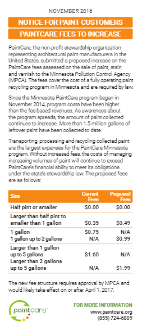 NOVEMBER 2016
NOTICE FOR PAINT CUSTOMERS
PAINTCARE FEES TO INCREASE
PaintCare, the non-profit stewardship organization
representing architectural paint manufacturers in the
United States, submitted a proposed increase on the
PaintCare fees assessed on the sale of paint, stain
and varnish to the Minnesota Pollution Control Agency
(MPCA). The fees cover the cost of a fully operating paint
recycling program in Minnesota and are required by law.
Since the Minnesota PaintCare program began in
November 2014, program costs have been higher
than the fee-based revenues. As awareness about
the program spreads, the amount of paint collected
continues to increase. More than 1.5 million gallons of
leftover paint have been collected to date.
Transporting, processing and recycling collected paint
are the largest expenses for the PaintCare Minnesota
program. Without increased fees, the costs of managing
increasing volumes of paint will continue to exceed
PaintCare's financial ability to meet its obligations
under the state stewardship law. The proposed fees
are as follows:
Size Current Fees Proposed Fees
Half pint or smaller $0.00 $0.00
Larger than half pint to
smaller than 1 gallon $0.35 $0.49
1 gallon $0.75 N/A
1 gallon up to 2 gallons N/A $0.99
Larger than 1 gallon
up to 5 gallons $1.60 N/A
Larger than 2 gallons
up to 5 gallons N/A $1.99
The new fee structure requires approval by MPCA and
would likely take effect on or after April 1, 2017.
paintcare
FOR MORE INFORMATION
www.paintcare.org
(855) 724-6809